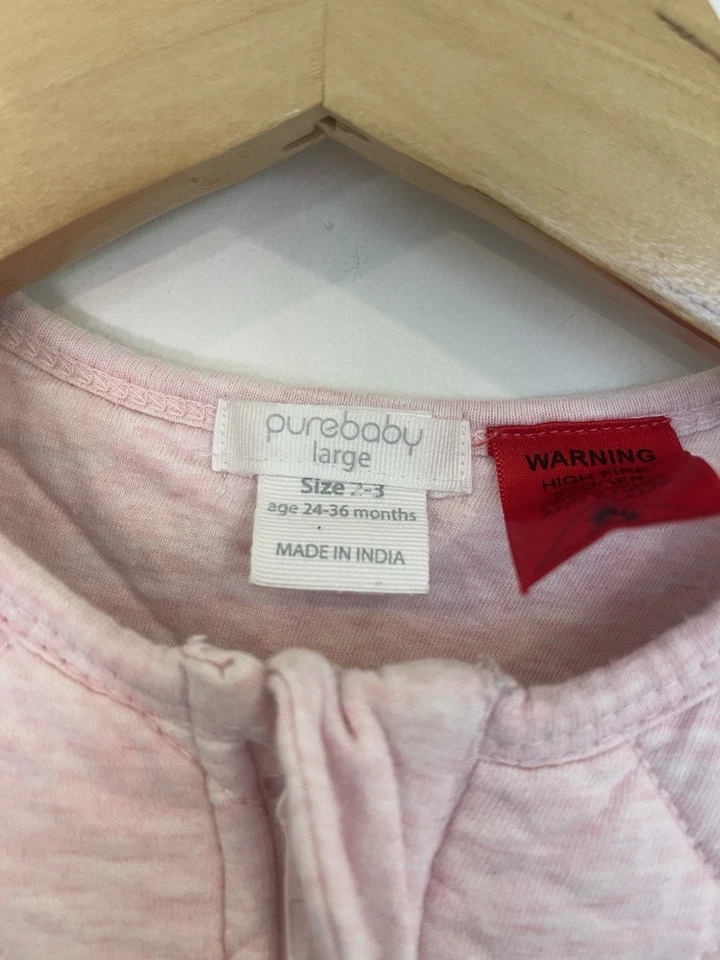 purebaby
large
Size 2-3
age 24-36 months
MADE IN INDIA
WARNING
HIGH FIRE